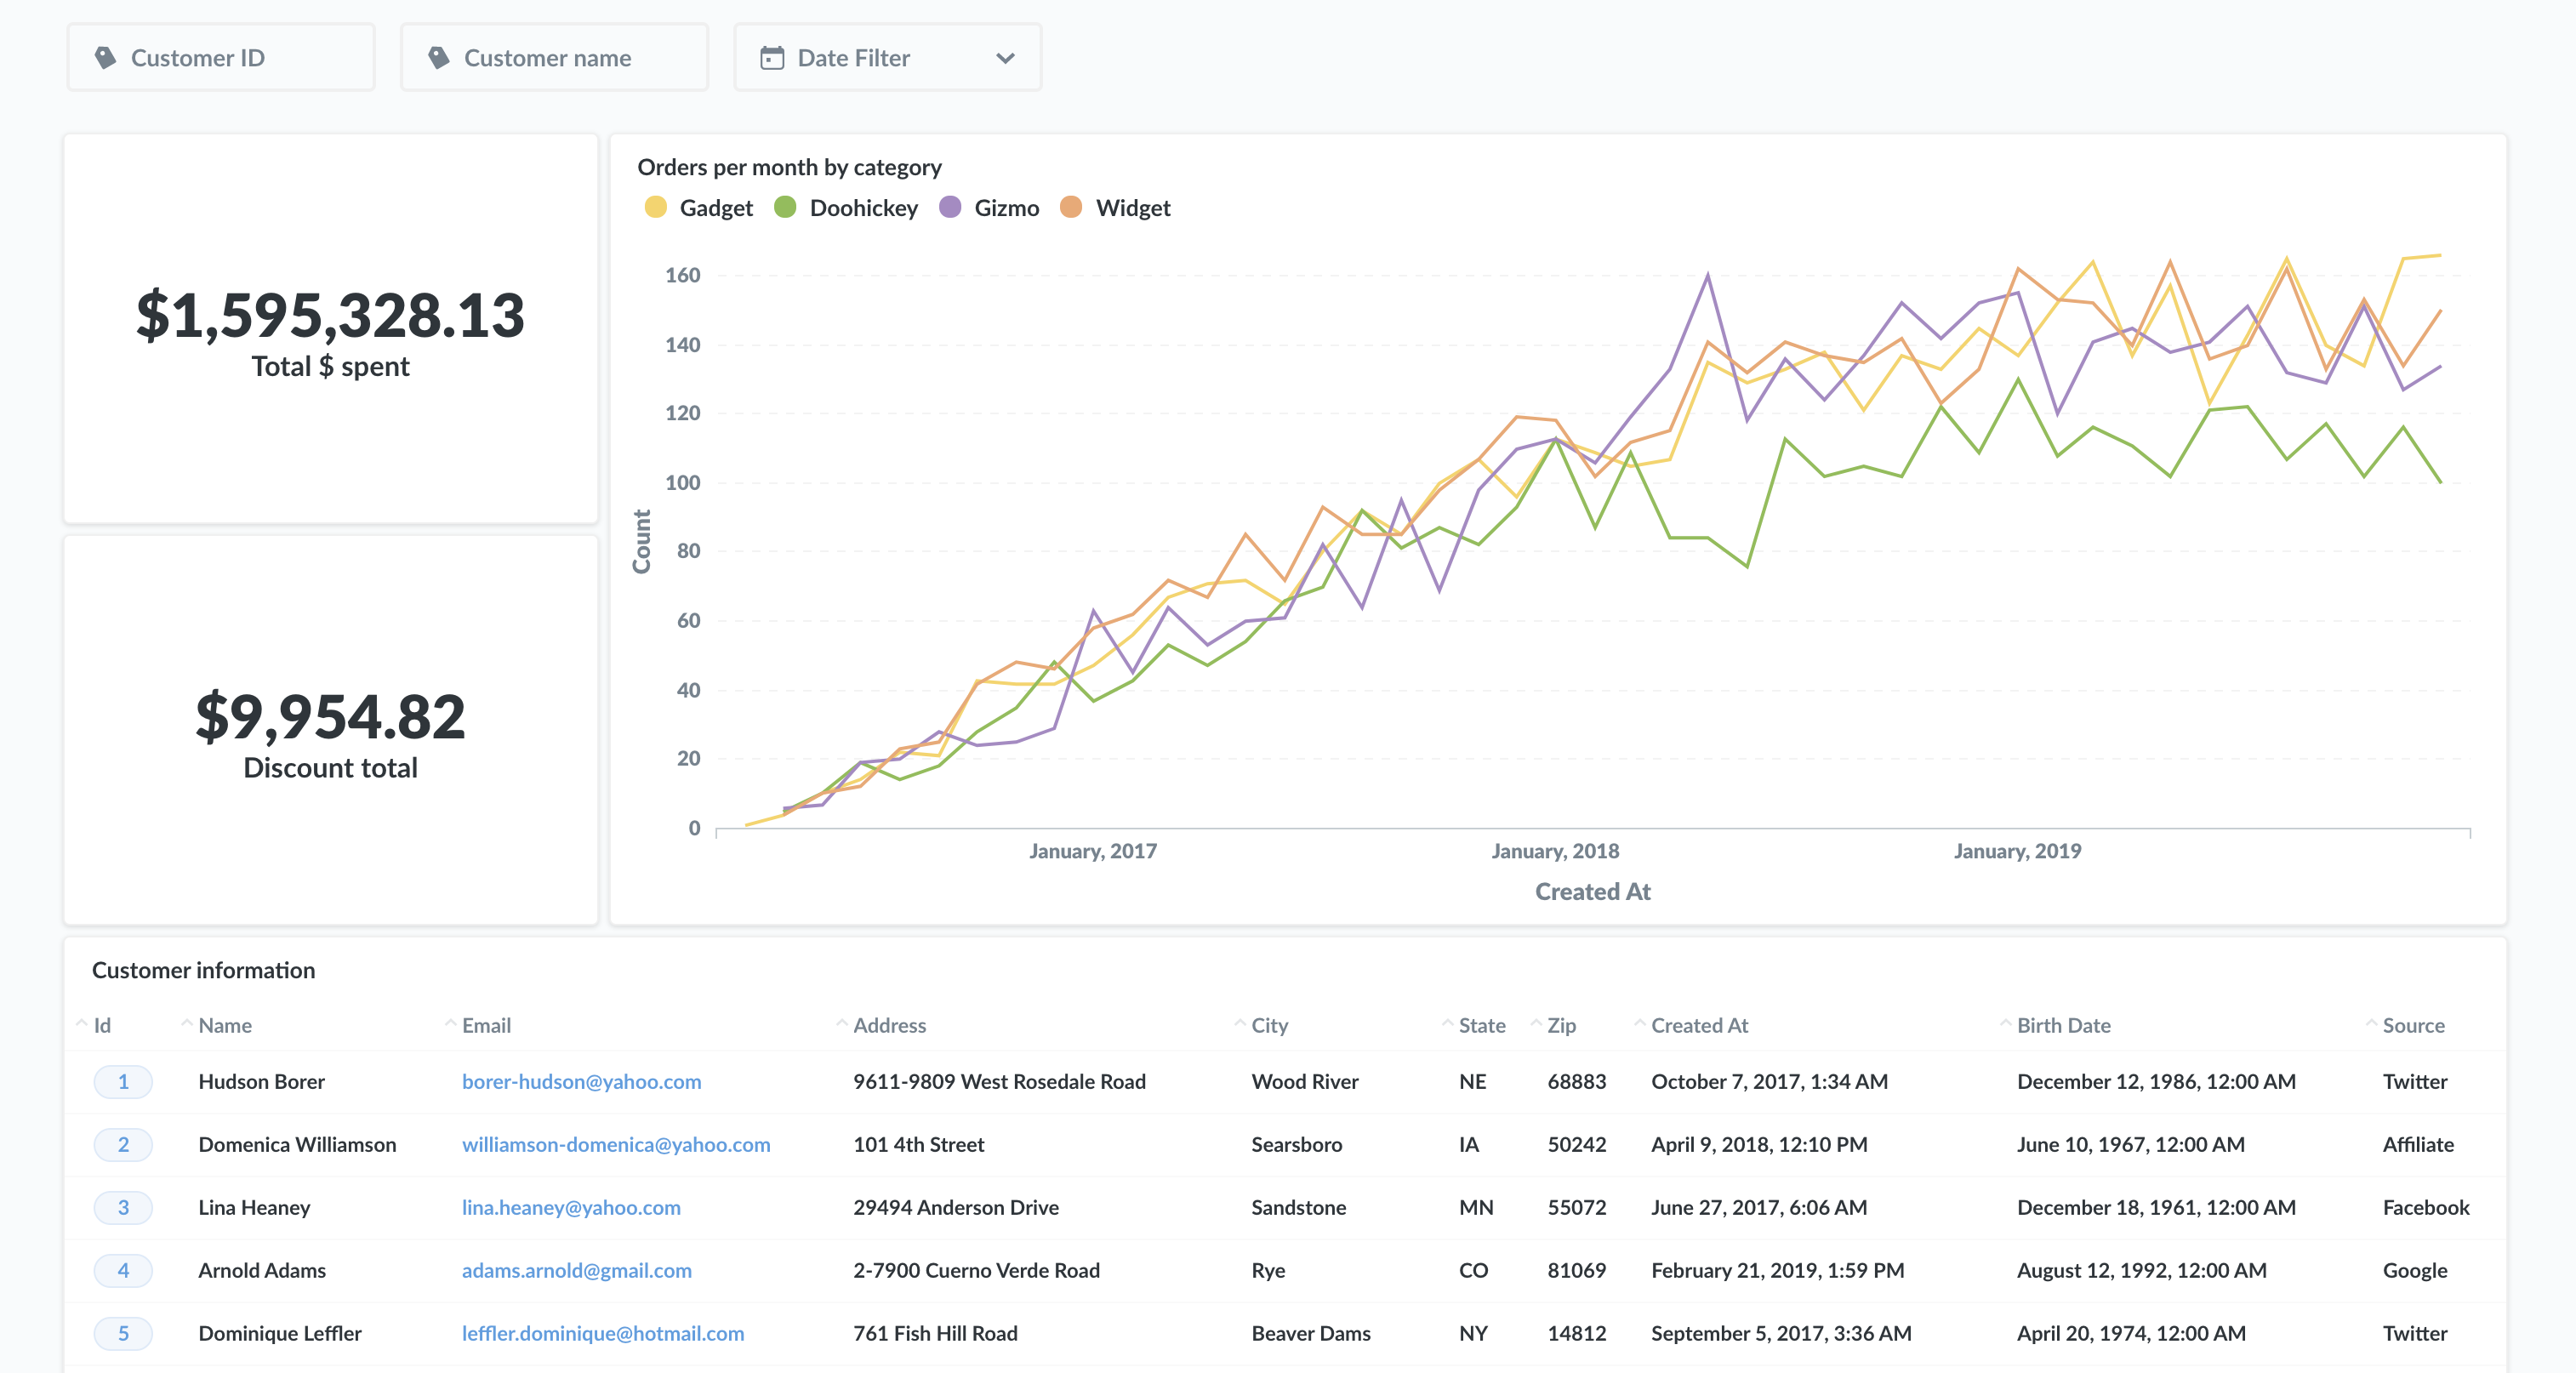 Customer ID
Customer name
Date Filter
$1,595,328.13
Total $ spent
$9,954.82
Discount total
Orders per month by category
Gadget Doohickey Gizmo Widget
160
140
120
100
80
60
40
20
0
Count
January, 2017 January, 2018 January, 2019
Created At
Customer information
Id Name Email Address City State Zip Created At Birth Date Source
1 Hudson Borer borer-hudson@yahoo.com 9611-9809 West Rosedale Road Wood River NE 68883 October 7, 2017, 1:34 AM December 12, 1986, 12:00 AM Twitter
2 Domenica Williamson williamson-domenica@yahoo.com 101 4th Street Searsboro IA 50242 April 9, 2018, 12:10 PM June 10, 1967, 12:00 AM Affiliate
3 Lina Heaney lina.heaney@yahoo.com 29494 Anderson Drive Sandstone MN 55072 June 27, 2017, 6:06 AM December 18, 1961, 12:00 AM Facebook
4 Arnold Adams adams.arnold@gmail.com 2-7900 Cuerno Verde Road Rye CO 81069 February 21, 2019, 1:59 PM August 12, 1992, 12:00 AM Google
5 Dominique Leffler leffler.dominique@hotmail.com 761 Fish Hill Road Beaver Dams NY 14812 September 5, 2017, 3:36 AM April 20, 1974, 12:00 AM Twitter